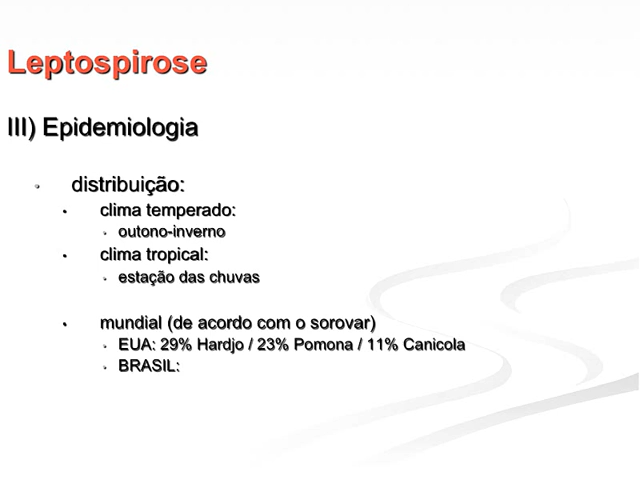 Leptospirose
III) Epidemiologia
• distribuição:
• clima temperado:
• outono-inverno
• clima tropical:
• estação das chuvas
• mundial (de acordo com o sorovar)
• EUA: 29% Hardjo / 23% Pomona / 11% Canicola
• BRASIL: